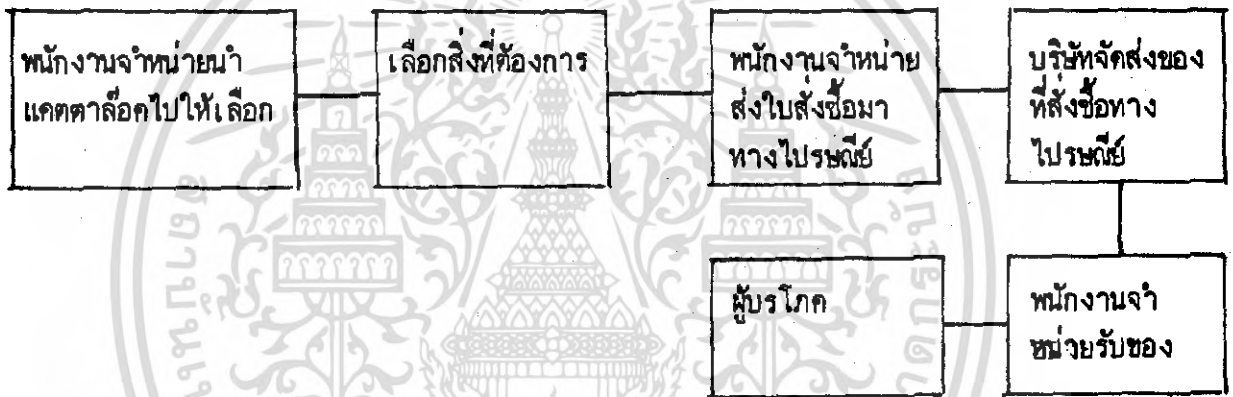 พนักงานจำหน่ายนำ
แคตตาล๊อคไปให้เลือก
เลือกสิ่งที่ต้องการ
พนักงานจำหน่าย
ส่งใบสั่งซื้อมา
ทางไปรษณีย์
บริษัทจัดส่งของ
ที่สั่งซื้อทาง
ไปรษณีย์
พนักงานจำ
หน่วยรับของ
ผู้บรโภค